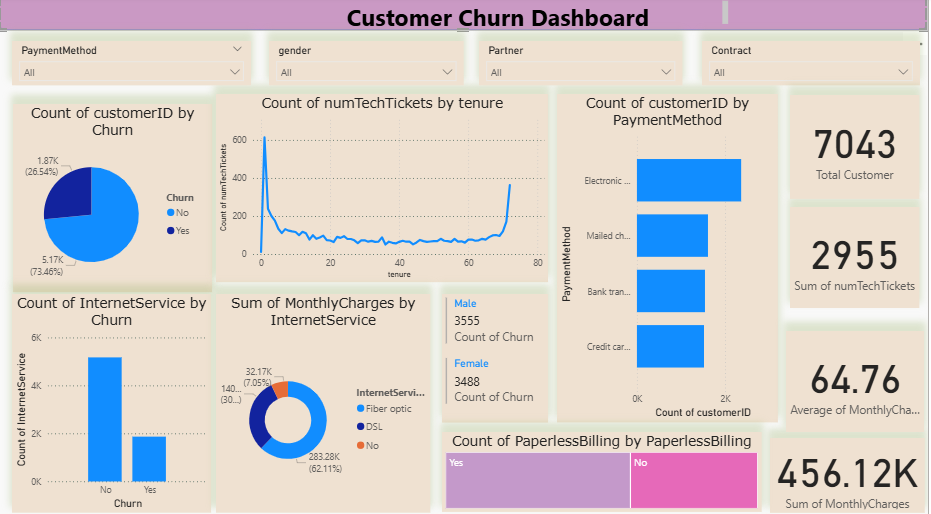 Customer Churn Dashboard
PaymentMethod
All
gender
All
Partner
All
Contract
All
Count of customerID by
Churn
1.87K
(26.54%)
5.17K
(73.46%)
Churn
No
Yes
Count of numTechTickets by tenure
Count of numTechTickets
600
400
200
0
0
20
40
60
80
tenure
Count of customerID by
PaymentMethod
PaymentMethod
Electronic ...
Mailed ch...
Bank tran...
Credit car...
0K
2K
Count of customerID
7043
Total Customer
2955
Sum of numTechTickets
Count of InternetService by
Churn
Count of InternetService
6K
4K
2K
0K
No
Yes
Churn
Sum of MonthlyCharges by
InternetService
32.17K
(7.05%)
140...
(30...)
283.28K
(62.11%)
InternetServi...
Fiber optic
DSL
No
Male
3555
Count of Churn
Female
3488
Count of Churn
64.76
Average of MonthlyCha...
Count of PaperlessBilling by PaperlessBilling
Yes
No
456.12K
Sum of MonthlyCharges